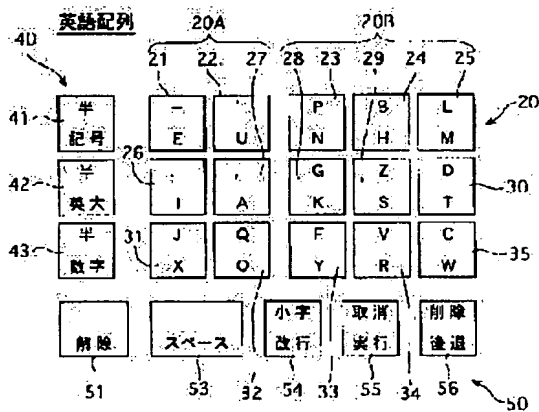 英語配列
40 20A 20B
21 22 27 28 23 29 24 25
半 ー ' P B L
41 20
記号 E U N H M
26
半 . , G Z D
42 30
英大 I A K S T
半 J Q F V C
43 31 35
数字 X O Y R W
小字 取消 削除
解除 スペース 改行 実行 後退
51 53 32 54 33 55 34 56 50